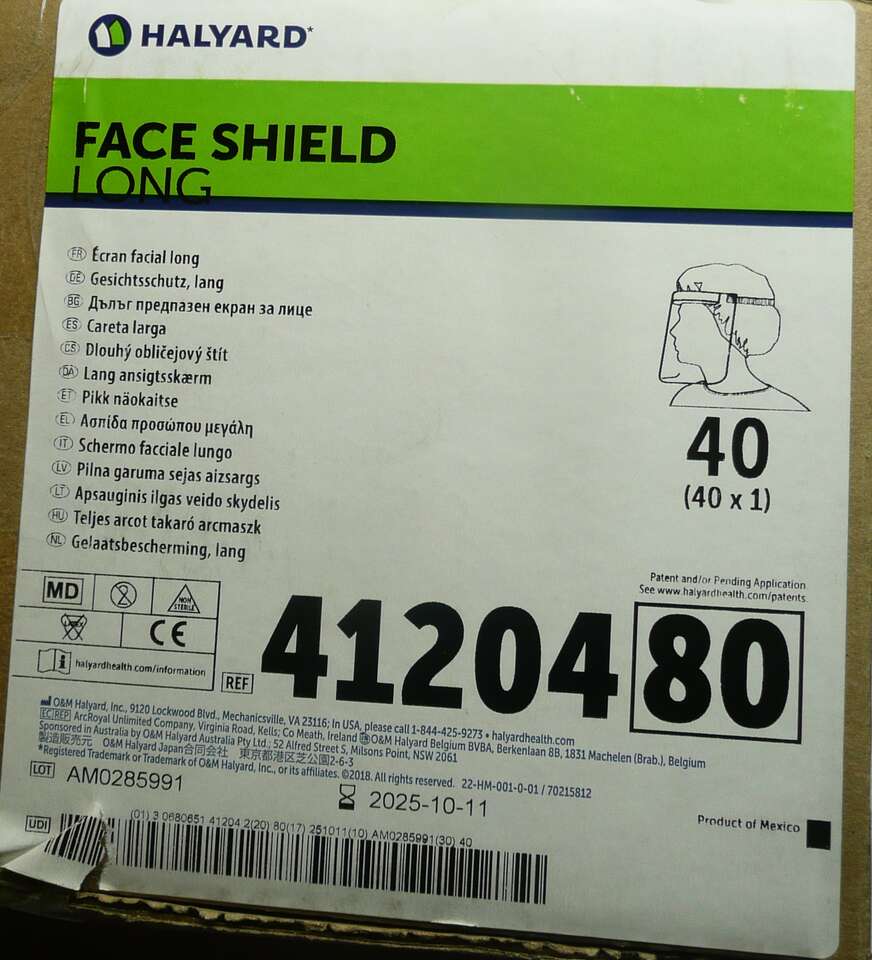 HALYARD*
FACE SHIELD
LONG
FR Écran facial long
DE Gesichtsschutz, lang
BG Дълъг предпазен екран за лице
ES Careta larga
CS Dlouhý obličejový štít
DA Lang ansigtsskærm
ET Pikk näokaitse
EL Ασπίδα προσώπου μεγάλη
IT Schermo facciale lungo
LV Pilna garuma sejas aizsargs
LT Apsauginis ilgas veido skydelis
HU Teljes arcot takaró arcmaszk
NL Gelaatsbescherming, lang
40
(40 x 1)
Patent and/or Pending Application
See www.halyardhealth.com/patents.
MD 2 NON STERILE
CE
i halyardhealth.com/information
REF 4120480
O&M Halyard, Inc., 9120 Lockwood Blvd., Mechanicsville, VA 23116; In USA, please call 1-844-425-9273 • halyardhealth.com
EC REP ArcRoyal Unlimited Company, Virginia Road, Kells; Co Meath, Ireland O&M Halyard Belgium BVBA, Berkenlaan 8B, 1831 Machelen (Brab.), Belgium
Sponsored in Australia by O&M Halyard Australia Pty Ltd.; 52 Alfred Street S, Milsons Point, NSW 2061
製造販売元 O&M Halyard Japan合同会社 東京都港区芝公園2-6-3
*Registered Trademark or Trademark of O&M Halyard, Inc., or its affiliates. ©2018. All rights reserved. 22-HM-001-0-01 / 70215812
LOT AM0285991
2025-10-11
Product of Mexico
UDI (01) 3 0680651 41204 2(20) 80(17) 251011(10) AM0285991(30) 40